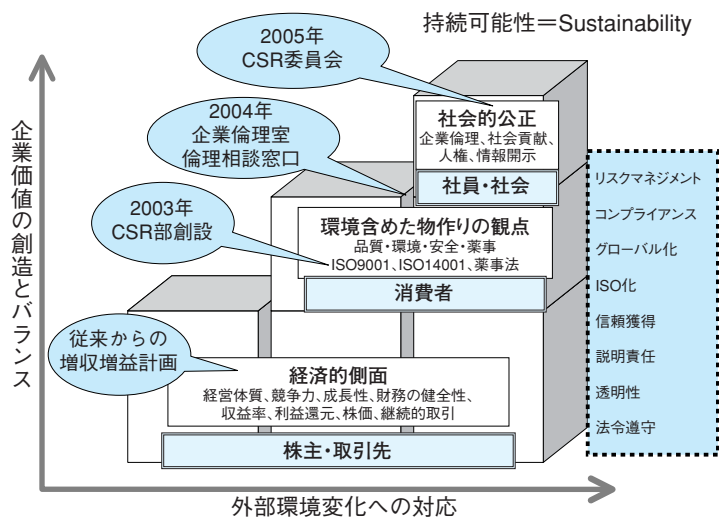 持続可能性＝Sustainability
2005年
CSR委員会
社会的公正
企業倫理、社会貢献、
人権、情報開示
社員・社会
2004年
企業倫理室
倫理相談窓口
環境含めた物作りの観点
品質・環境・安全・薬事
ISO9001、ISO14001、薬事法
消費者
2003年
CSR部創設
経済的側面
経営体質、競争力、成長性、財務の健全性、
収益率、利益還元、株価、継続的取引
株主・取引先
従来からの
増収増益計画
リスクマネジメント
コンプライアンス
グローバル化
ISO化
信頼獲得
説明責任
透明性
法令遵守
企業価値の創造とバランス
外部環境変化への対応